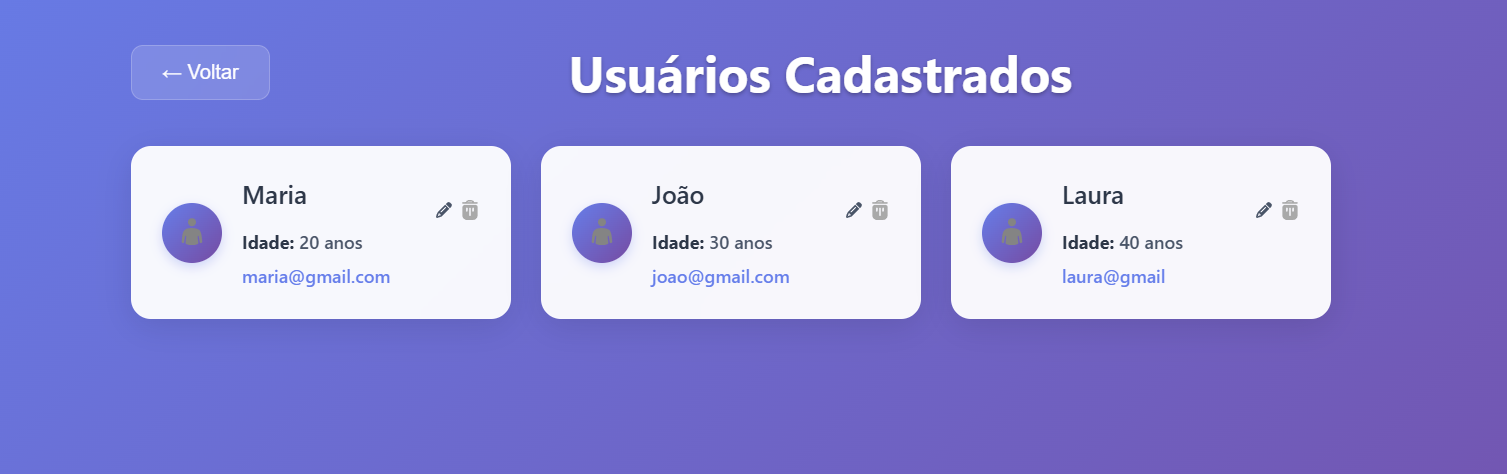 ← Voltar
Usuários Cadastrados
Maria
Idade: 20 anos
maria@gmail.com
João
Idade: 30 anos
joao@gmail.com
Laura
Idade: 40 anos
laura@gmail